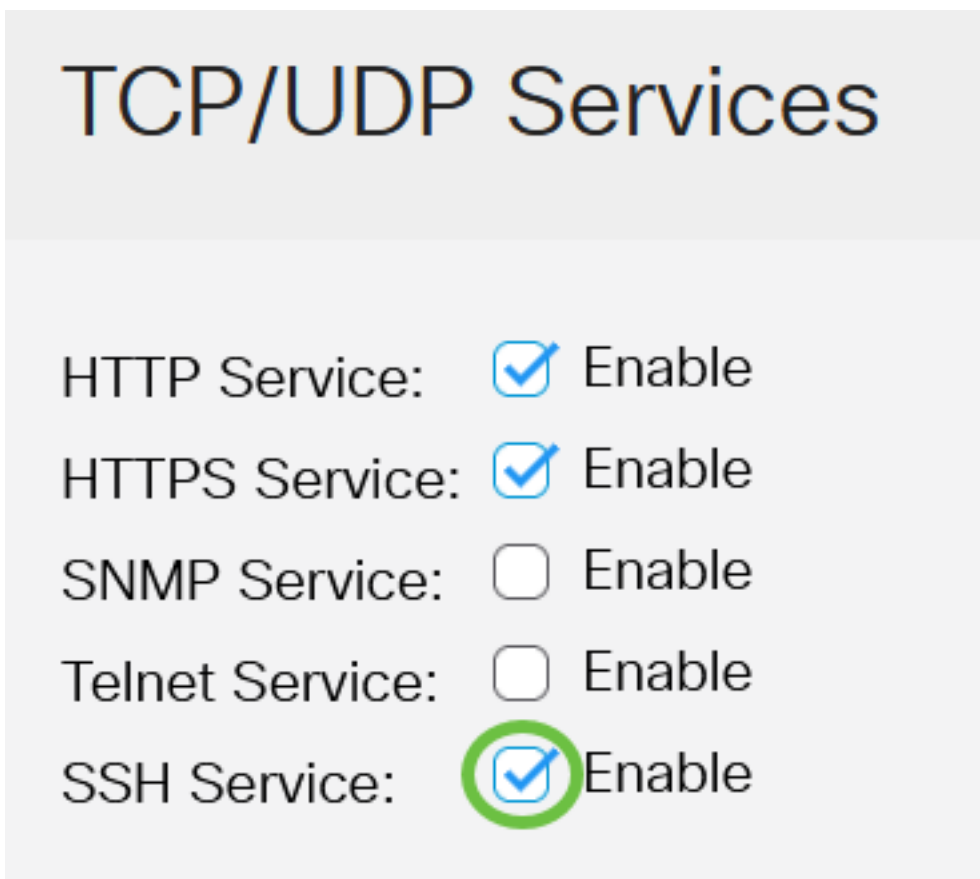 TCP/UDP Services
HTTP Service: Enable
HTTPS Service: Enable
SNMP Service: Enable
Telnet Service: Enable
SSH Service: Enable